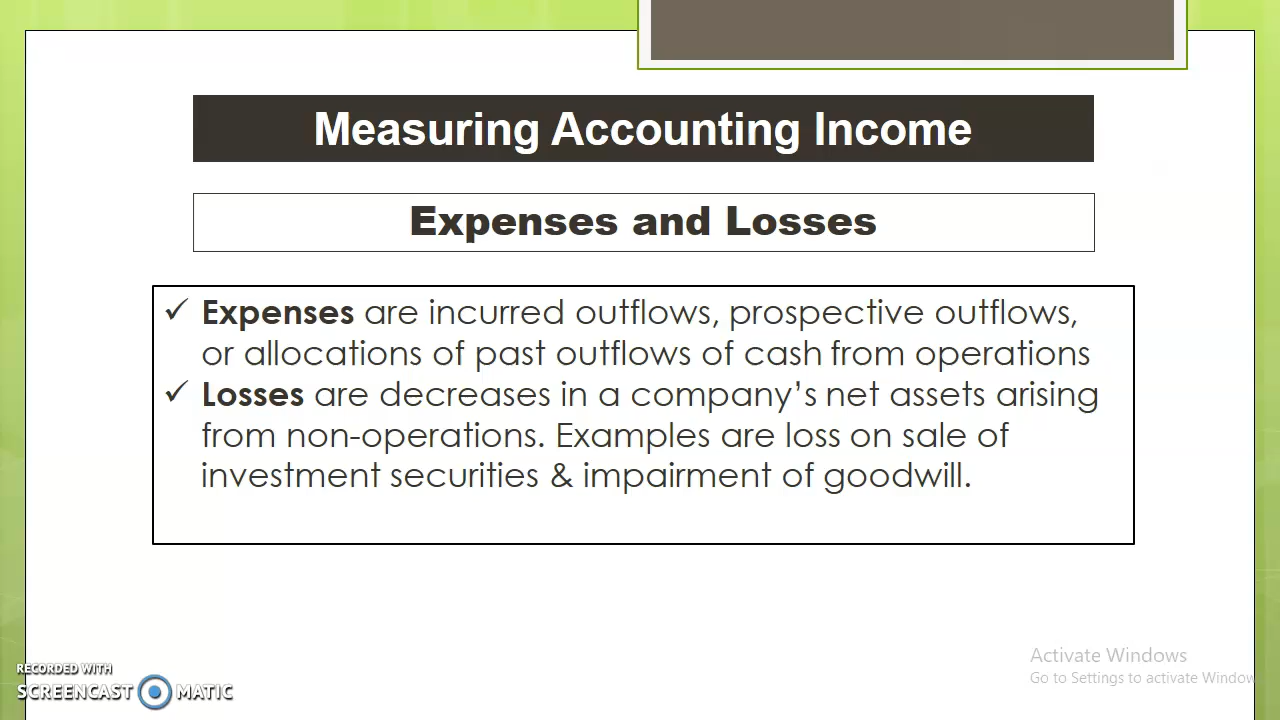 Measuring Accounting Income
Expenses and Losses
✓ Expenses are incurred outflows, prospective outflows,
or allocations of past outflows of cash from operations
✓ Losses are decreases in a company’s net assets arising
from non-operations. Examples are loss on sale of
investment securities & impairment of goodwill.
Activate Windows
Go to Settings to activate Window
RECORDED WITH
SCREENCAST MATIC